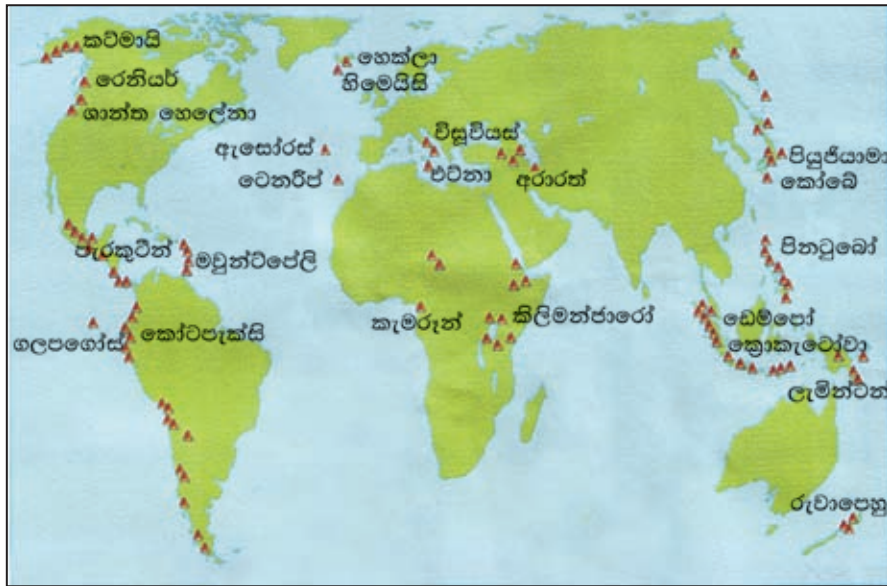 කට්මායි
රෙනියර්
ශාන්ත හෙලේනා
හෙක්ලා
හිමෙයිසි
ඇසෝරස්
ටෙනරීප්
විසූවියස්
එට්නා
අරාරත්
පියුජියාමා
කෝබේ
පැරකුටීන්
මවුන්ට්පේලි
පිනටුබෝ
ගලපගෝස්
කෝටපැක්සි
කැමරූන්
කිලිමන්ජාරෝ
ඩෙම්පෝ
ක්‍රොකැටෝවා
ලැමින්ටන්
රුවාපෙහු